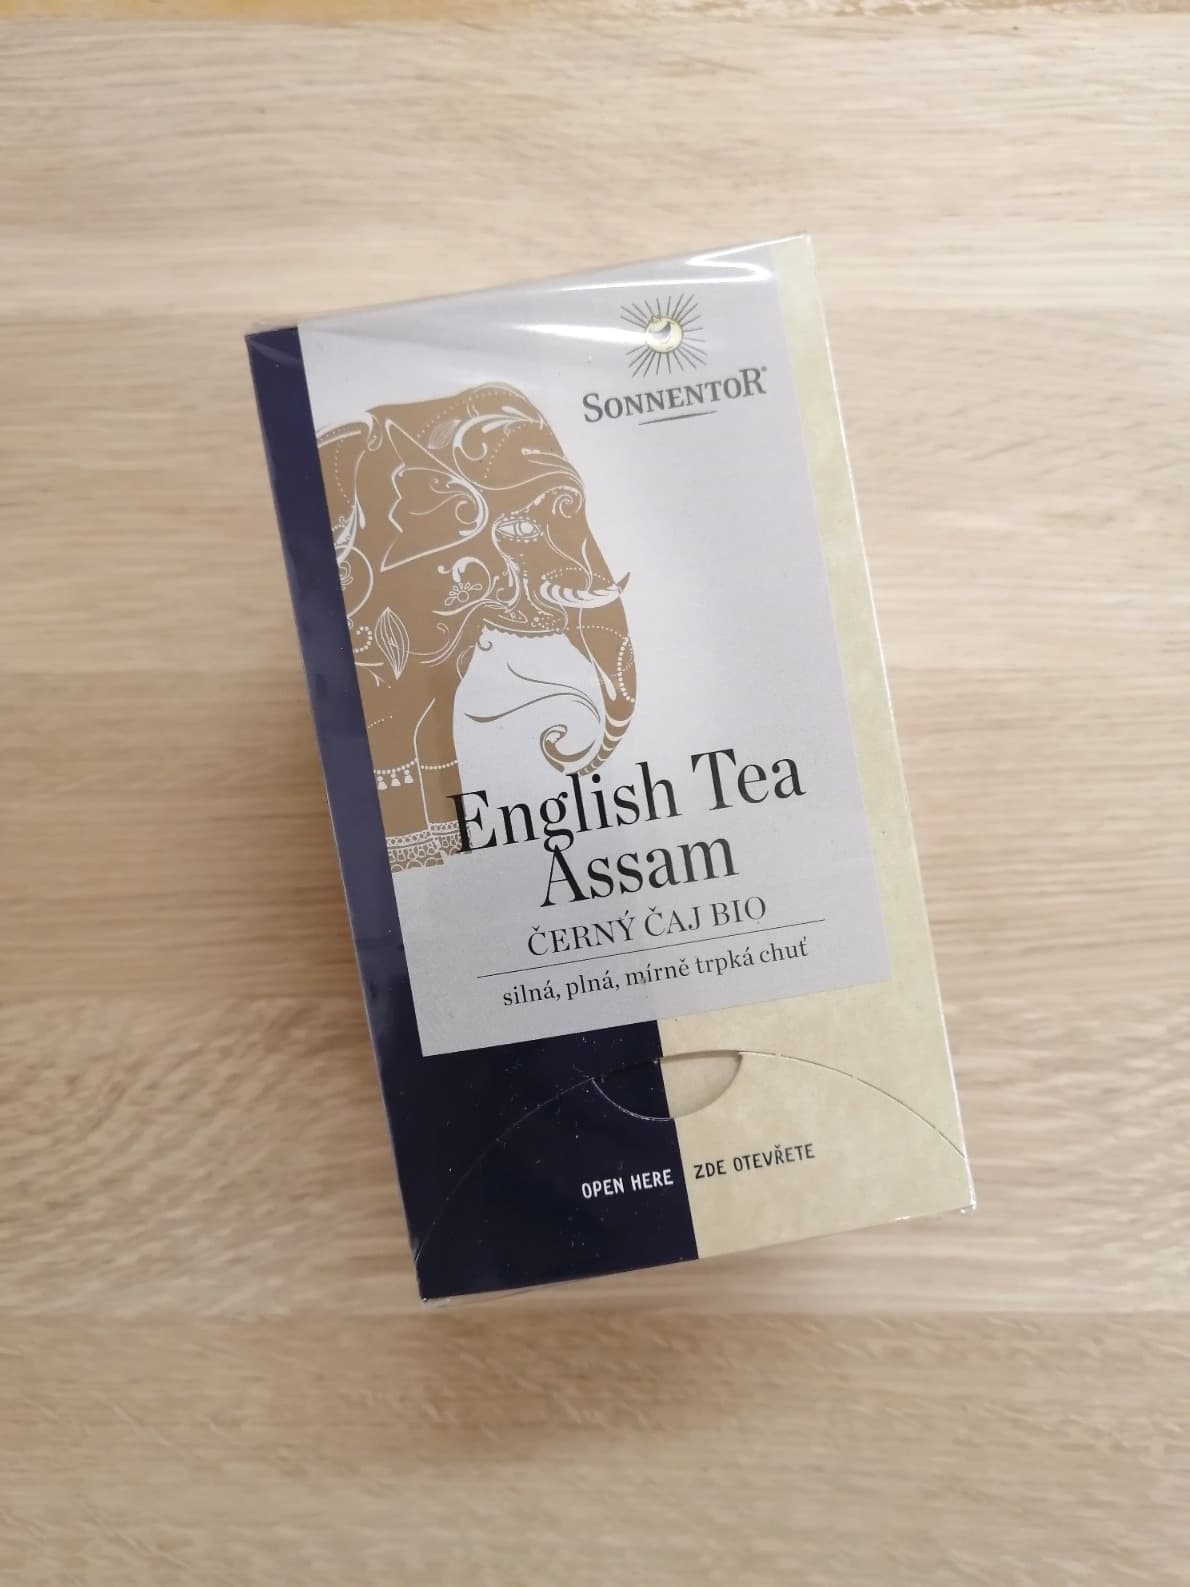 SONNENTOR®
English Tea
Assam
ČERNÝ ČAJ BIO
silná, plná, mírně trpká chuť
OPEN HERE ZDE OTEVŘETE